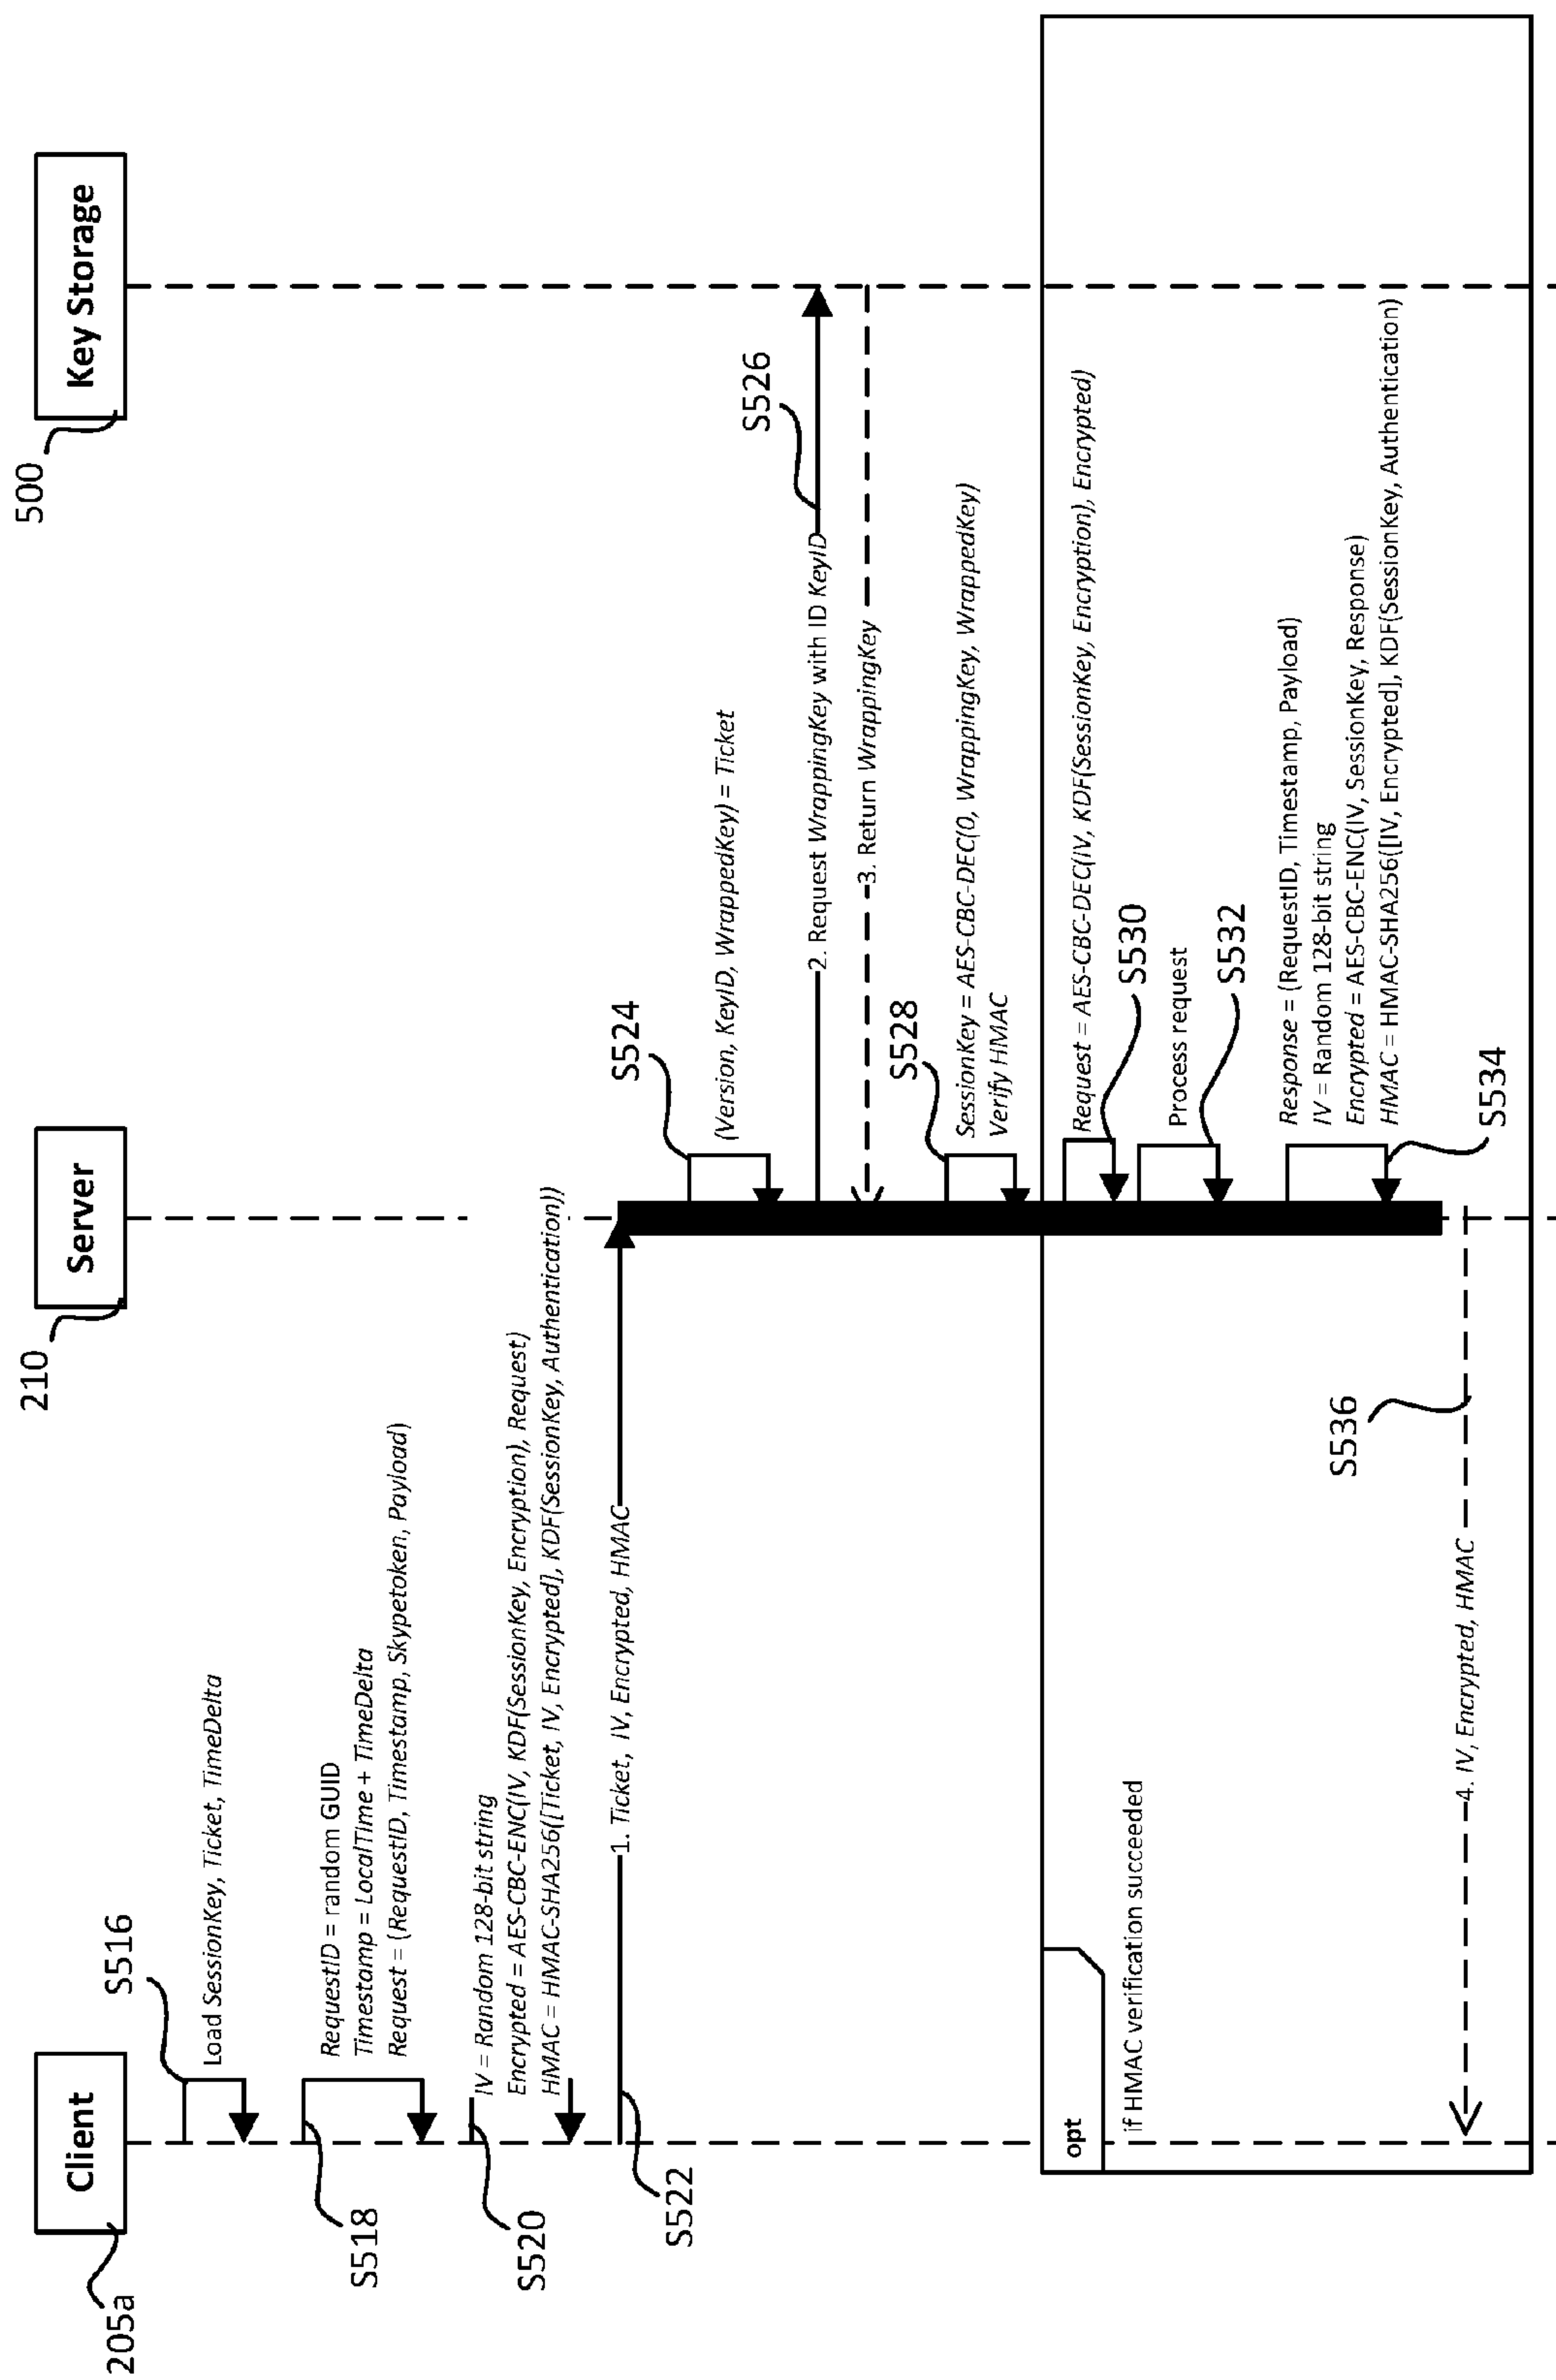 Client
Server
Key Storage
205a
210
500
S516
Load SessionKey, Ticket, TimeDelta
S518
RequestID = random GUID
Timestamp = LocalTime + TimeDelta
Request = (RequestID, Timestamp, Skypetoken, Payload)
S520
IV = Random 128-bit string
Encrypted = AES-CBC-ENC(IV, KDF(SessionKey, Encryption), Request)
HMAC = HMAC-SHA256([Ticket, IV, Encrypted], KDF(SessionKey, Authentication))
S522
1. Ticket, IV, Encrypted, HMAC
S524
(Version, KeyID, WrappedKey) = Ticket
S526
2. Request WrappingKey with ID KeyID
3. Return WrappingKey
S528
SessionKey = AES-CBC-DEC(0, WrappingKey, WrappedKey)
Verify HMAC
opt
if HMAC verification succeeded
Request = AES-CBC-DEC(IV, KDF(SessionKey, Encryption), Encrypted)
S530
Process request
S532
Response = (RequestID, Timestamp, Payload)
IV = Random 128-bit string
Encrypted = AES-CBC-ENC(IV, SessionKey, Response)
HMAC = HMAC-SHA256([IV, Encrypted], KDF(SessionKey, Authentication)
S534
S536
4. IV, Encrypted, HMAC